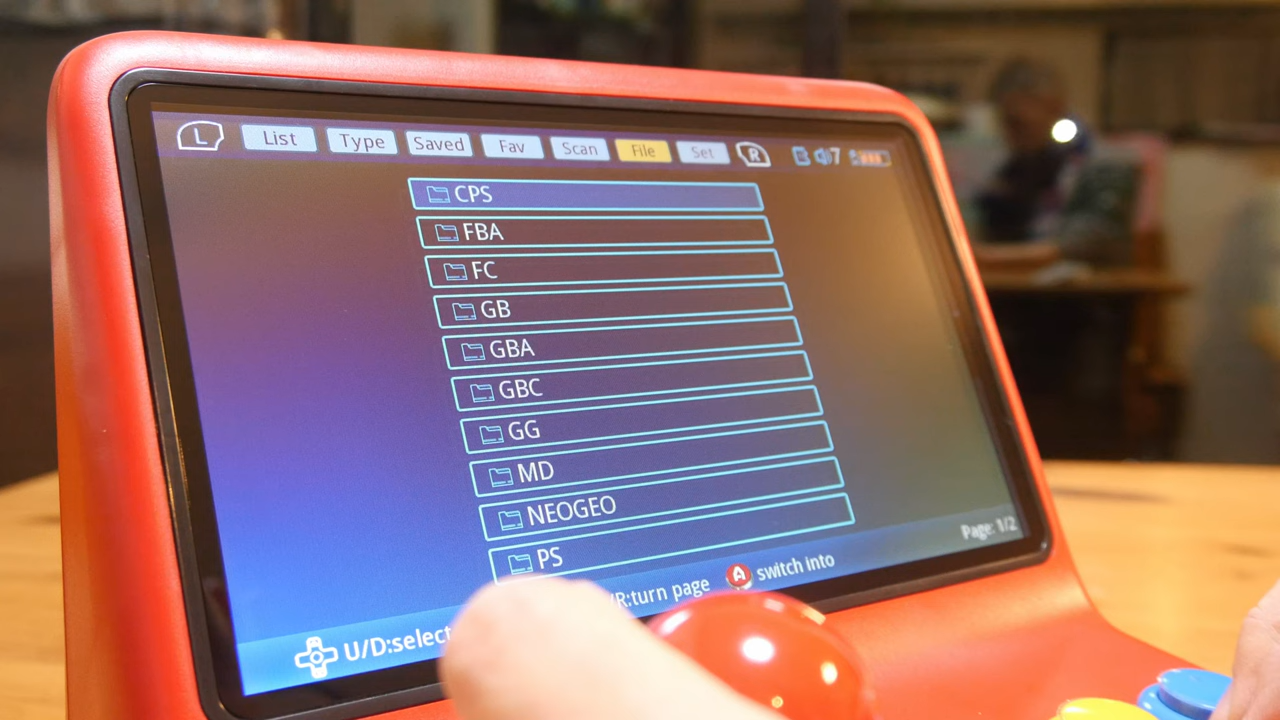 L List Type Saved Fav Scan File Set R 7
CPS
FBA
FC
GB
GBA
GBC
GG
MD
NEOGEO
PS
Page: 1/2
U/D:select /R:turn page A switch into